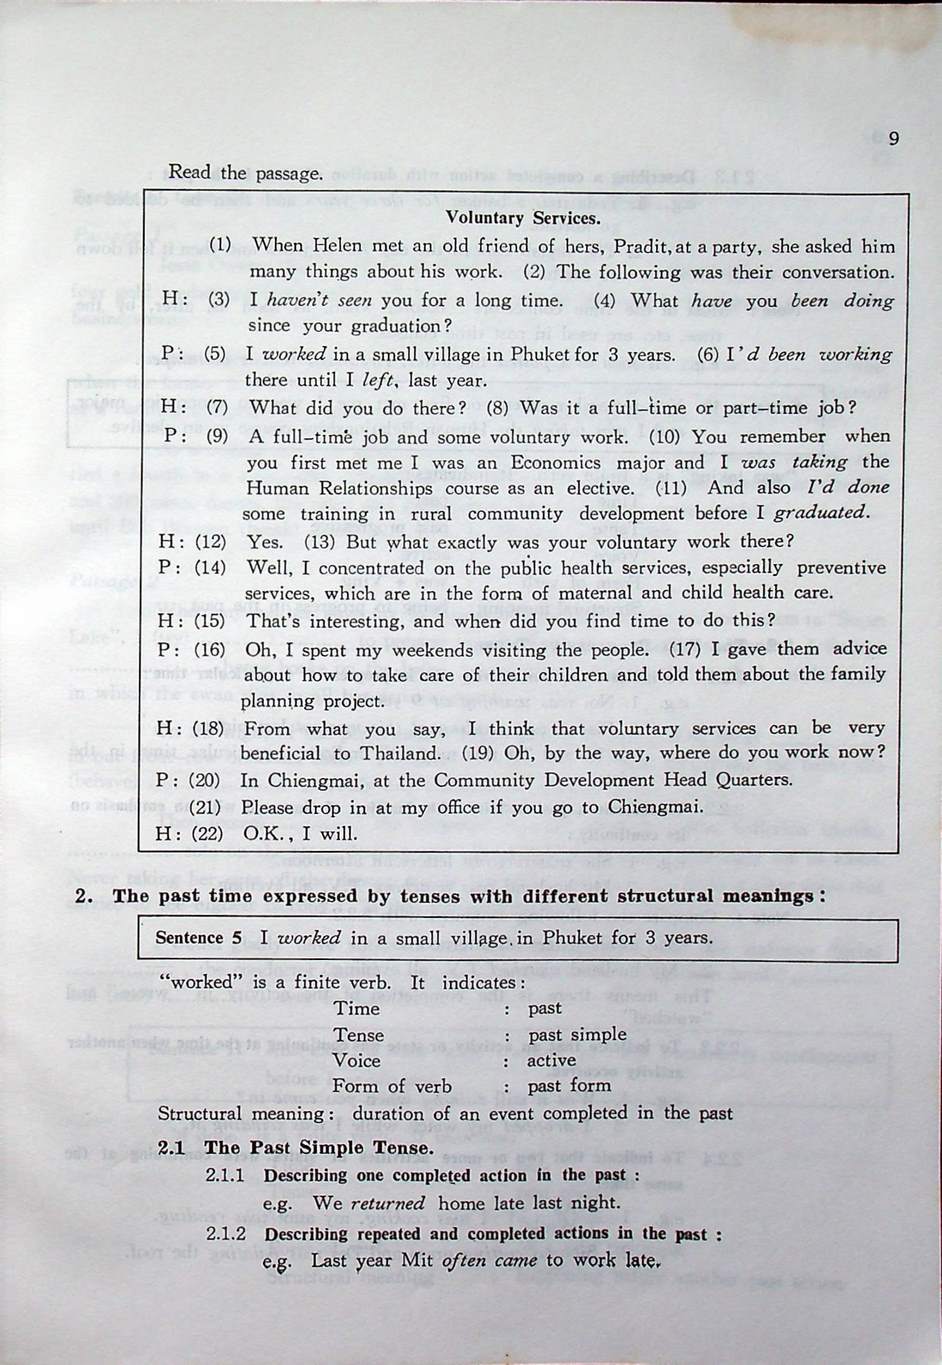 9
Read the passage.
Voluntary Services.
(1) When Helen met an old friend of hers, Pradit, at a party, she asked him
many things about his work. (2) The following was their conversation.
H: (3) I haven't seen you for a long time. (4) What have you been doing
since your graduation?
P: (5) I worked in a small village in Phuket for 3 years. (6) I'd been working
there until I left, last year.
H: (7) What did you do there? (8) Was it a full-time or part-time job?
P: (9) A full-time job and some voluntary work. (10) You remember when
you first met me I was an Economics major and I was taking the
Human Relationships course as an elective. (11) And also I'd done
some training in rural community development before I graduated.
H: (12) Yes. (13) But what exactly was your voluntary work there?
P: (14) Well, I concentrated on the public health services, especially preventive
services, which are in the form of maternal and child health care.
H: (15) That's interesting, and when did you find time to do this?
P: (16) Oh, I spent my weekends visiting the people. (17) I gave them advice
about how to take care of their children and told them about the family
planning project.
H: (18) From what you say, I think that voluntary services can be very
beneficial to Thailand. (19) Oh, by the way, where do you work now?
P: (20) In Chiengmai, at the Community Development Head Quarters.
(21) Please drop in at my office if you go to Chiengmai.
H: (22) O.K., I will.
2. The past time expressed by tenses with different structural meanings:
Sentence 5 I worked in a small village in Phuket for 3 years.
"worked" is a finite verb. It indicates:
Time : past
Tense : past simple
Voice : active
Form of verb : past form
Structural meaning: duration of an event completed in the past
2.1 The Past Simple Tense.
2.1.1 Describing one completed action in the past :
e.g. We returned home late last night.
2.1.2 Describing repeated and completed actions in the past :
e.g. Last year Mit often came to work late.